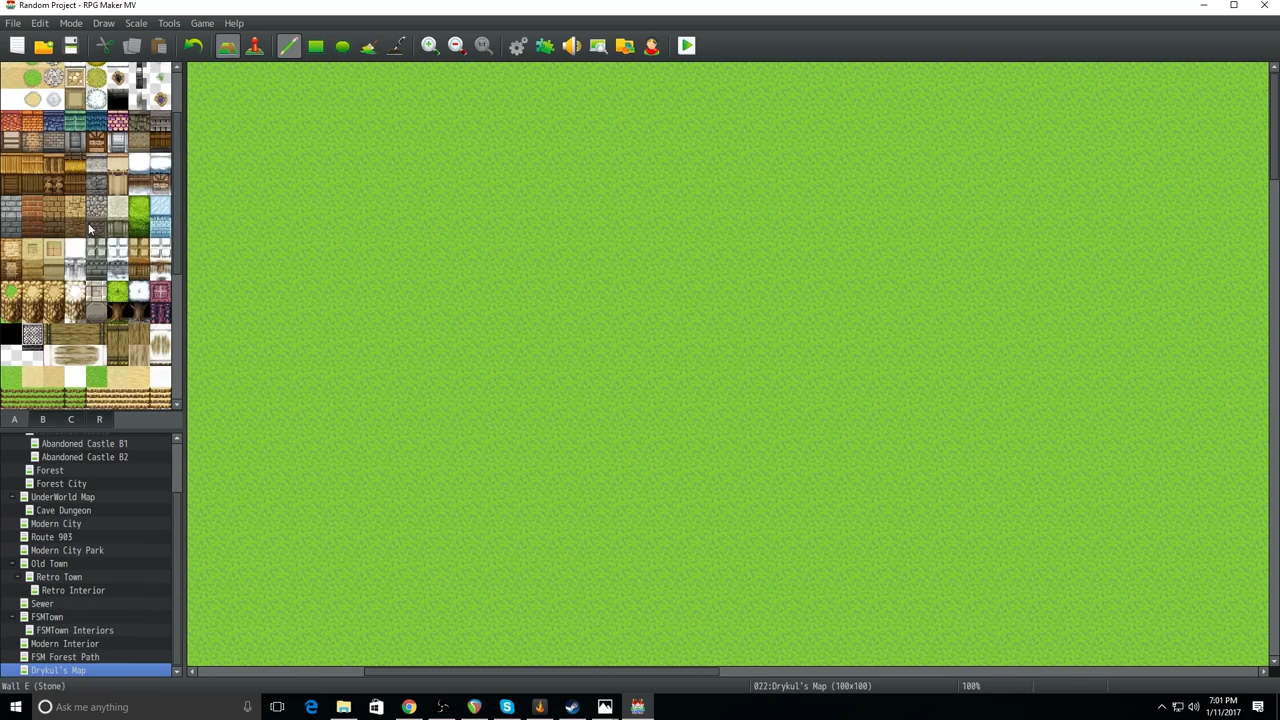 Random Project - RPG Maker MV
File Edit Mode Draw Scale Tools Game Help
A B C R
Abandoned Castle B1
Abandoned Castle B2
Forest
Forest City
UnderWorld Map
Cave Dungeon
Modern City
Route 903
Modern City Park
Old Town
Retro Town
Retro Interior
Sewer
FSMTown
FSMTown Interiors
Modern Interior
FSM Forest Path
Drykul's Map
Wall E (Stone) 022:Drykul's Map (100x100) 100%
Ask me anything
7:01 PM
1/11/2017